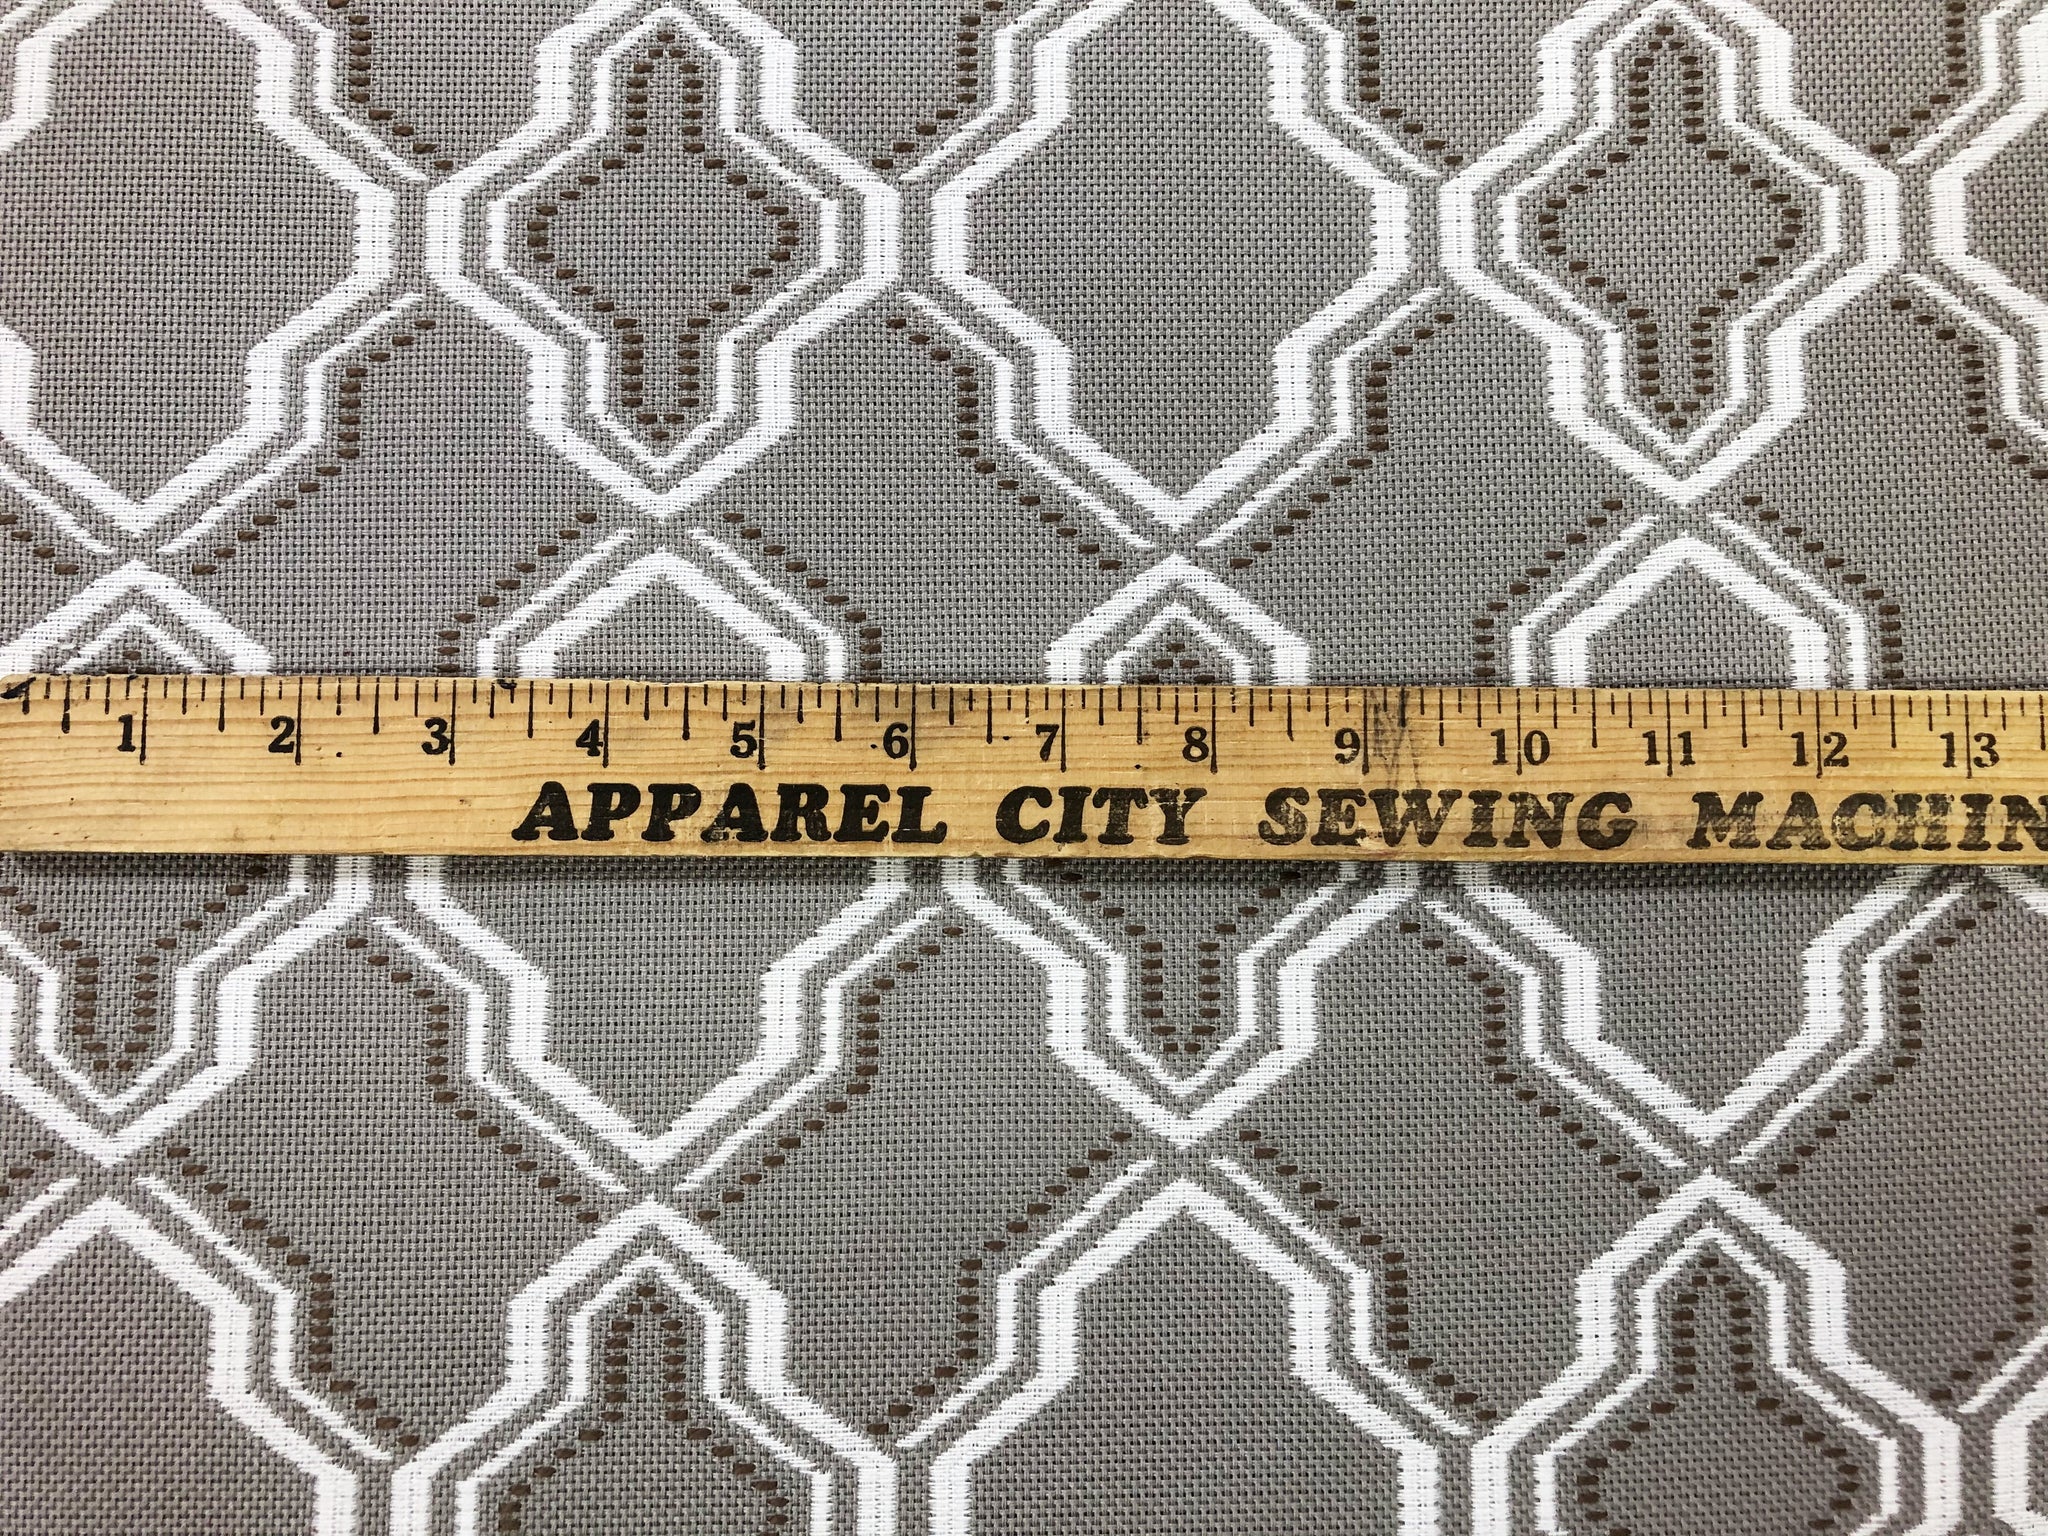 1 2 3 4 5 6 7 8 9 10 11 12 13
APPAREL CITY SEWING MACHIN